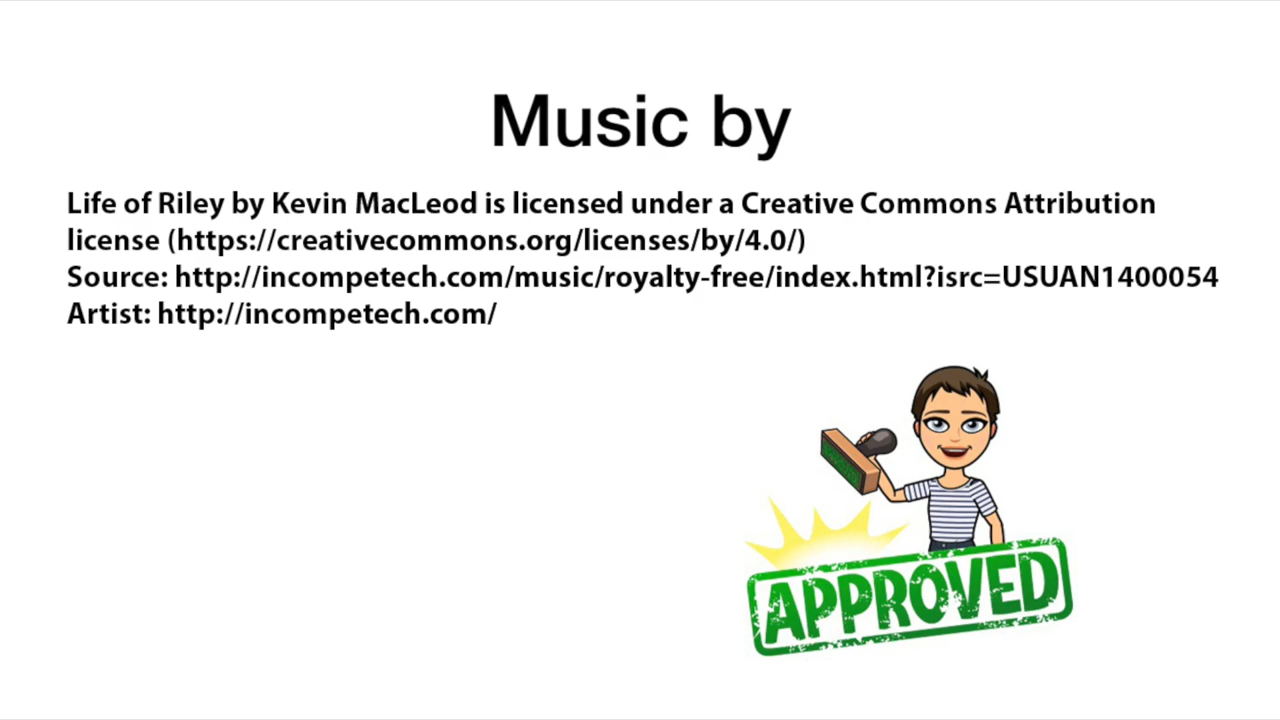 Music by
Life of Riley by Kevin MacLeod is licensed under a Creative Commons Attribution
license (https://creativecommons.org/licenses/by/4.0/)
Source: http://incompetech.com/music/royalty-free/index.html?isrc=USUAN1400054
Artist: http://incompetech.com/
APPROVED